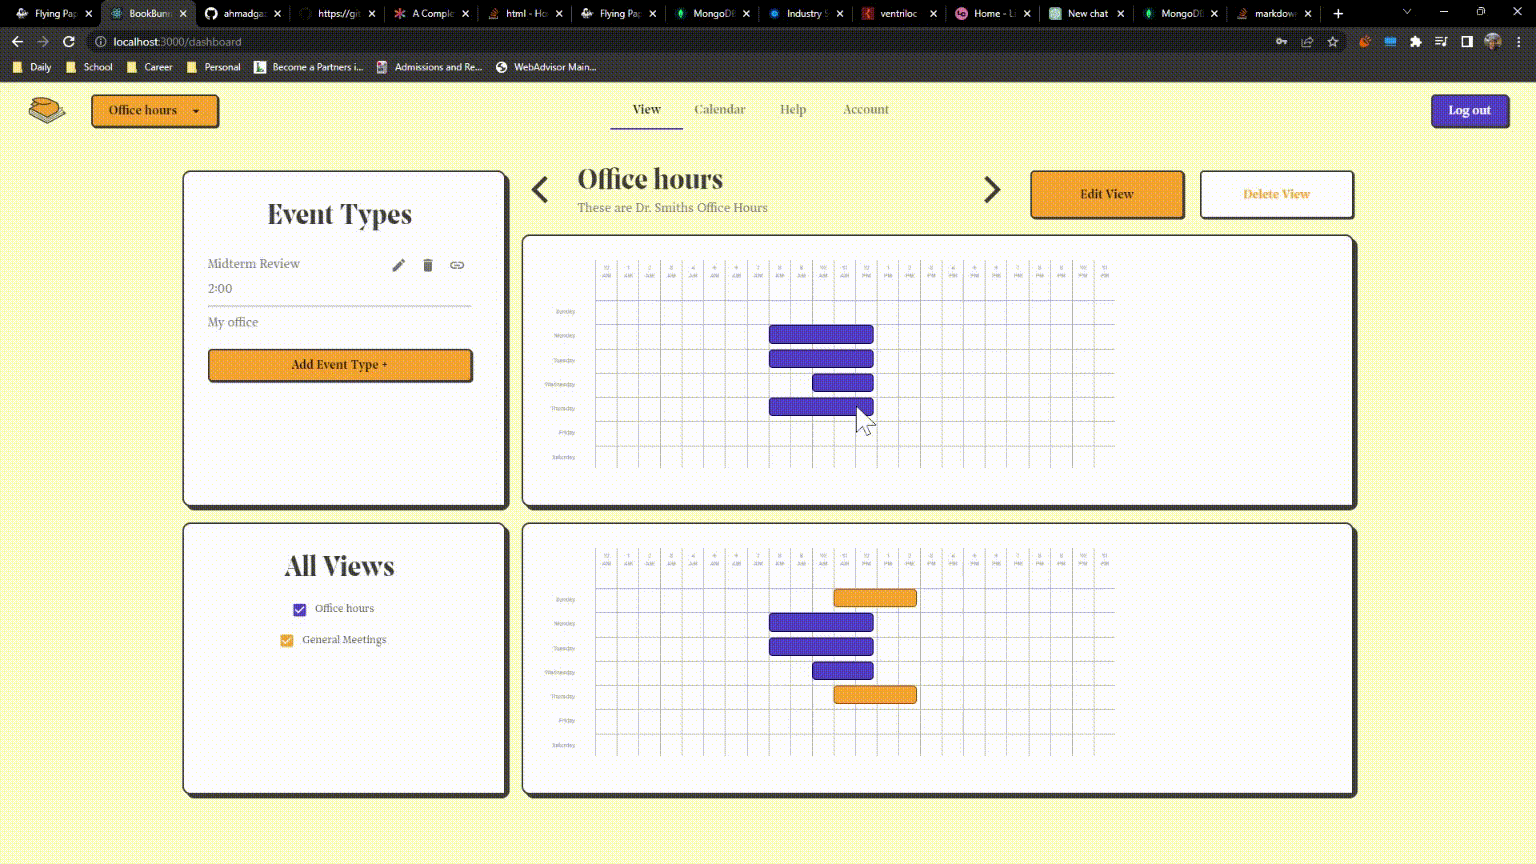 Flying Pap
BookBun
ahmadga
https://git
A Comple
html - Ho
Flying Pap
MongoDB
Industry S
ventriloc
Home - Li
New chat
MongoDB
markdow
localhost:3000/dashboard
Daily
School
Career
Personal
Become a Partners i...
Admissions and Re...
WebAdvisor Main...
Office hours
View
Calendar
Help
Account
Log out
Event Types
Midterm Review
2:00
My office
Add Event Type +
Office hours
These are Dr. Smiths Office Hours
Edit View
Delete View
Sunday
Monday
Tuesday
Wednesday
Thursday
Friday
Saturday
All Views
Office hours
General Meetings
Sunday
Monday
Tuesday
Wednesday
Thursday
Friday
Saturday